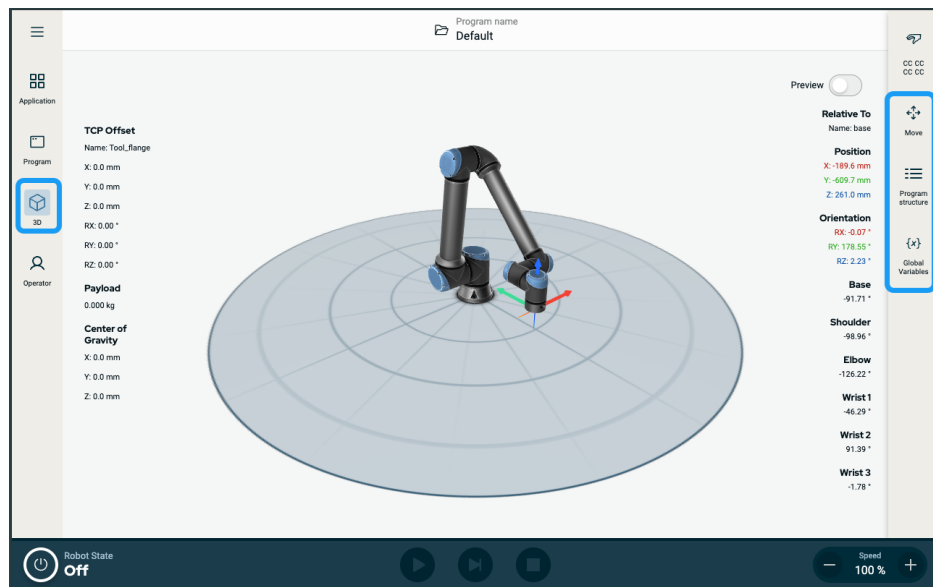 Program name
Default
Application
Program
3D
Operator
TCP Offset
Name: Tool_flange
X: 0.0 mm
Y: 0.0 mm
Z: 0.0 mm
RX: 0.00 °
RY: 0.00 °
RZ: 0.00 °
Payload
0.000 kg
Center of
Gravity
X: 0.0 mm
Y: 0.0 mm
Z: 0.0 mm
Preview
Relative To
Name: base
Position
X: -189.6 mm
Y: -609.7 mm
Z: 261.0 mm
Orientation
RX: -0.07 °
RY: 178.55 °
RZ: 2.23 °
Base
-91.71 °
Shoulder
-98.96 °
Elbow
-126.22 °
Wrist 1
-46.29 °
Wrist 2
91.39 °
Wrist 3
-1.78 °
CC CC
CC CC
Move
Program
structure
{x}
Global
Variables
Robot State
Off
Speed
100 %